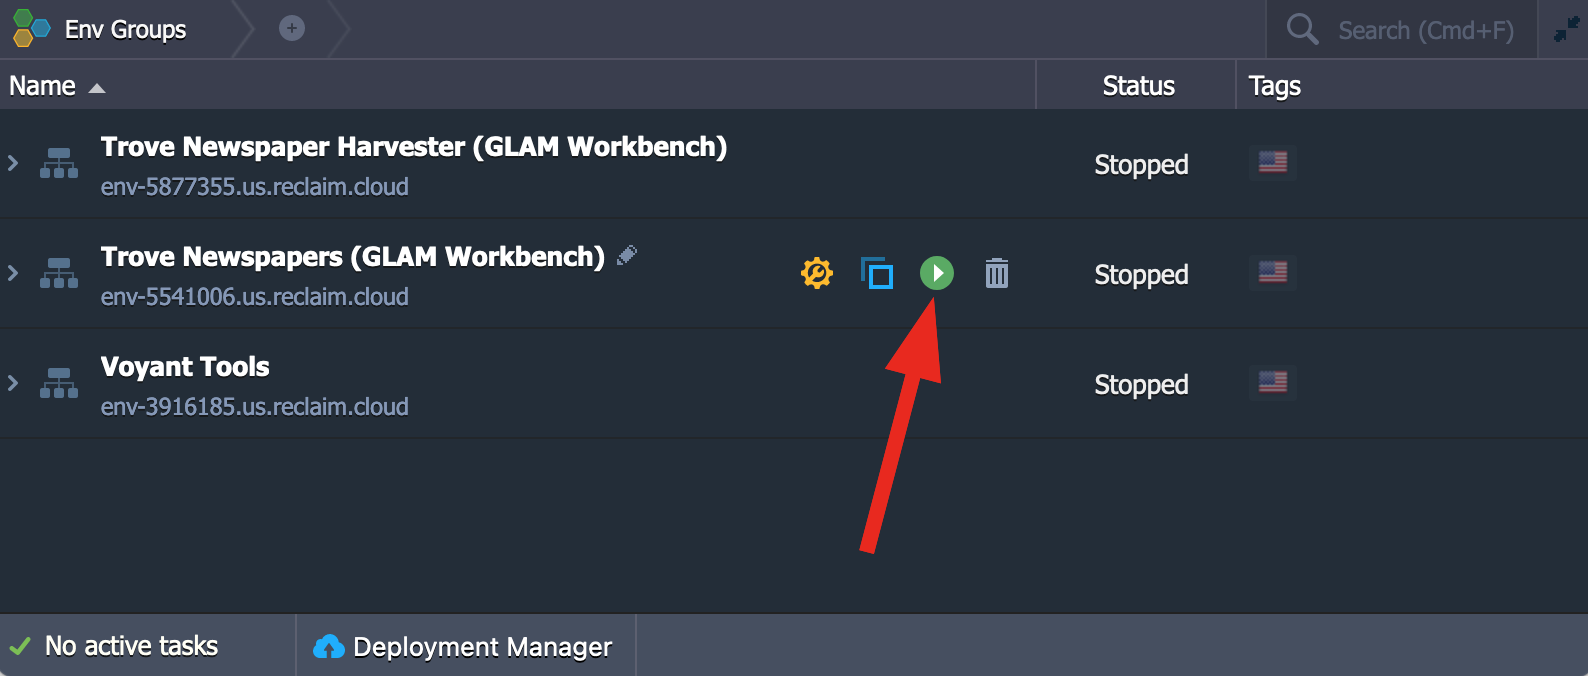 Env Groups
Search (Cmd+F)
Name Status Tags
Trove Newspaper Harvester (GLAM Workbench)
env-5877355.us.reclaim.cloud
Stopped
Trove Newspapers (GLAM Workbench)
env-5541006.us.reclaim.cloud
Stopped
Voyant Tools
env-3916185.us.reclaim.cloud
Stopped
No active tasks
Deployment Manager